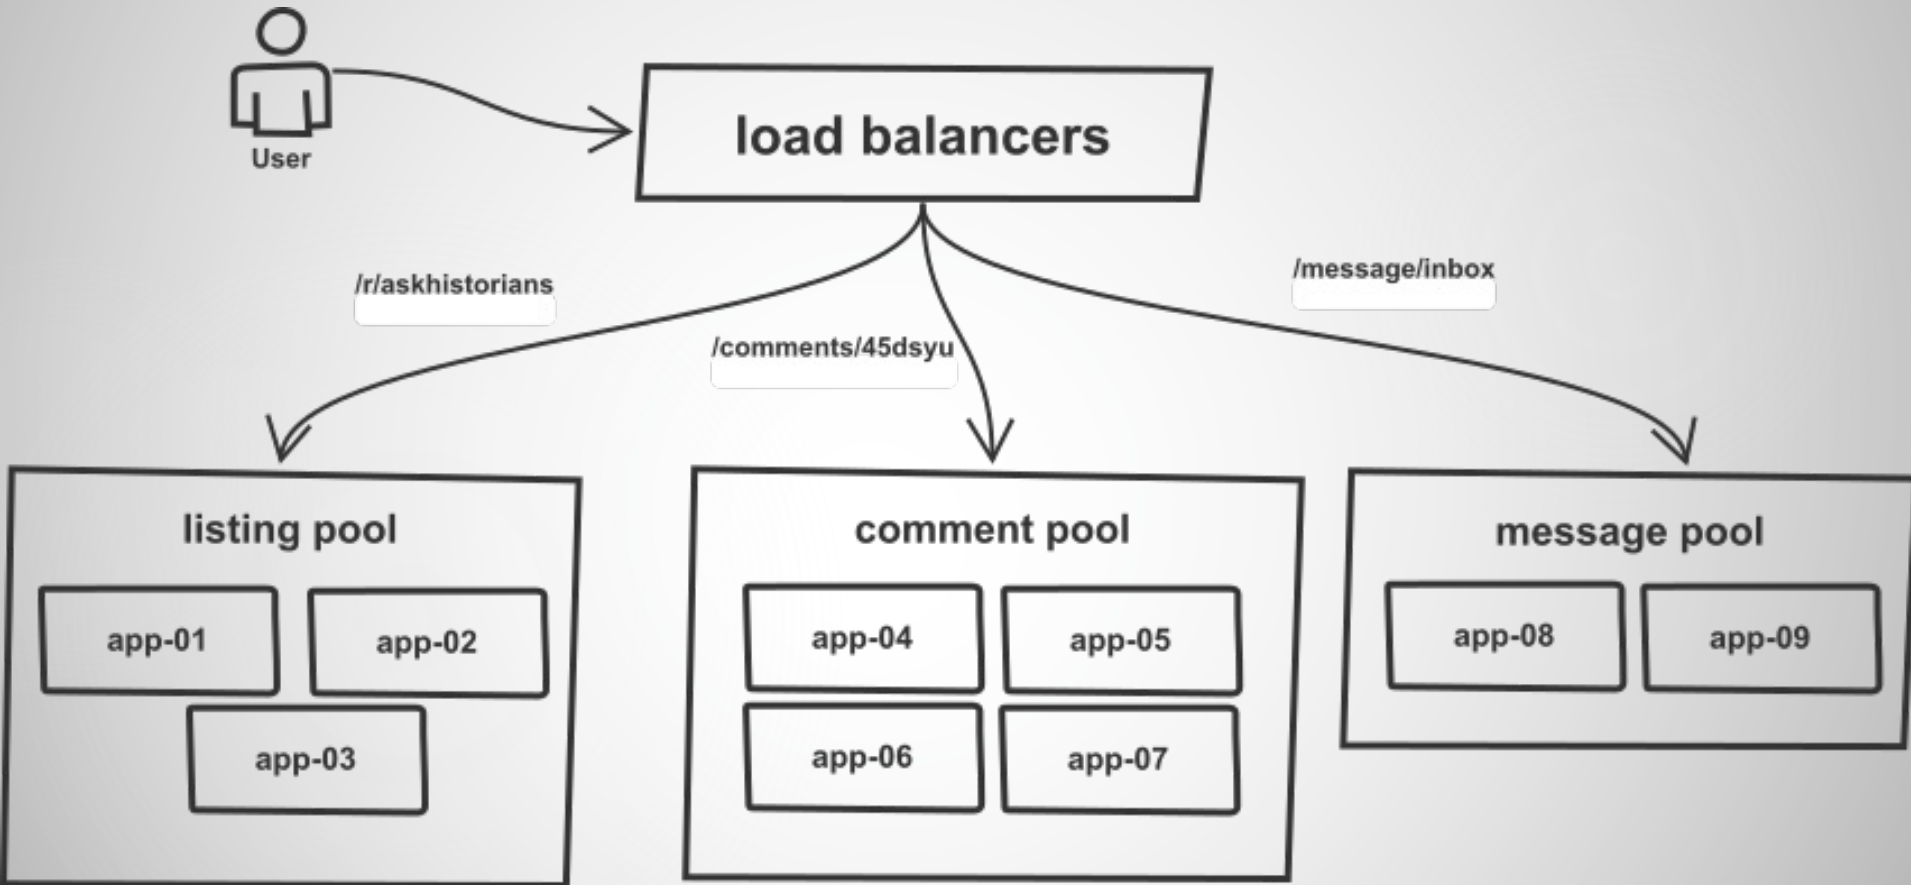 User
load balancers
/r/askhistorians
/comments/45dsyu
/message/inbox
listing pool
app-01
app-02
app-03
comment pool
app-04
app-05
app-06
app-07
message pool
app-08
app-09